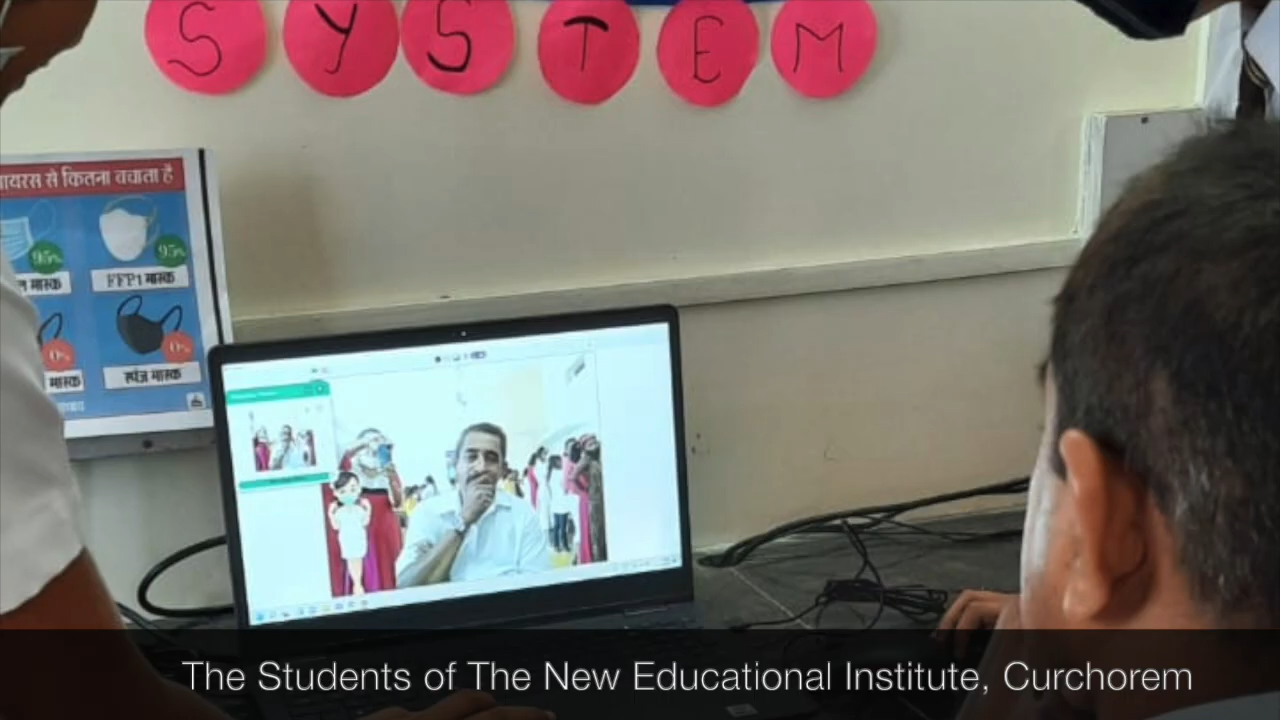 SYSTEM
ायरस से कितना बचाता है
95%
95%
ल मास्क
FFP1 मास्क
0%
0%
मास्क
स्पंज मास्क
The Students of The New Educational Institute, Curchorem